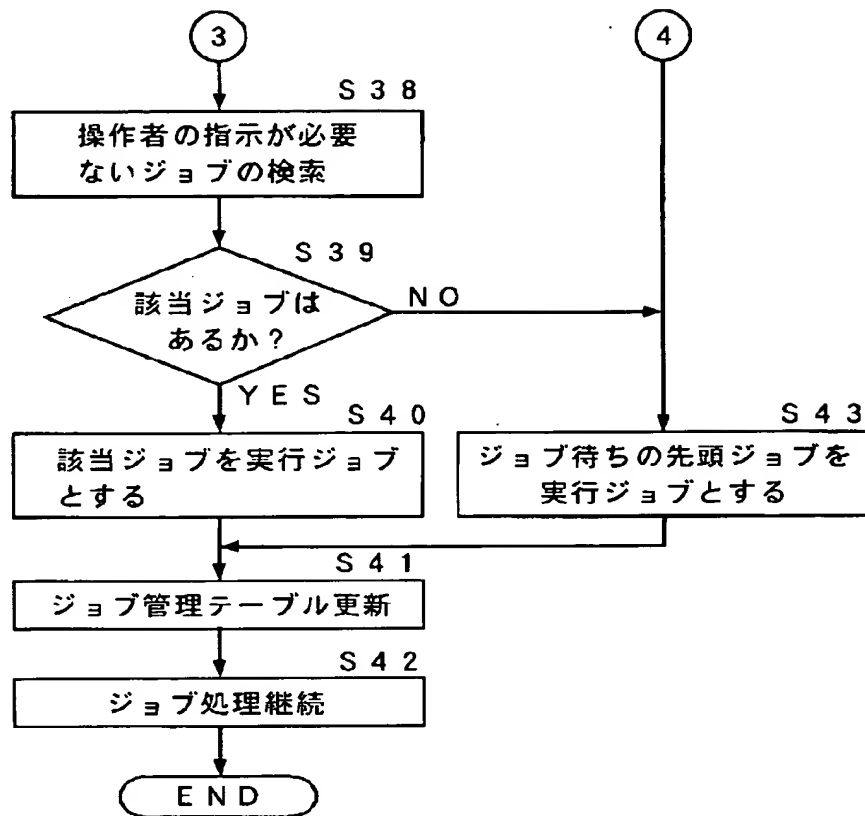 3
4
S38
操作者の指示が必要
ないジョブの検索
S39
該当ジョブは
あるか?
NO
YES
S40
該当ジョブを実行ジョブ
とする
S43
ジョブ待ちの先頭ジョブを
実行ジョブとする
S41
ジョブ管理テーブル更新
S42
ジョブ処理継続
END